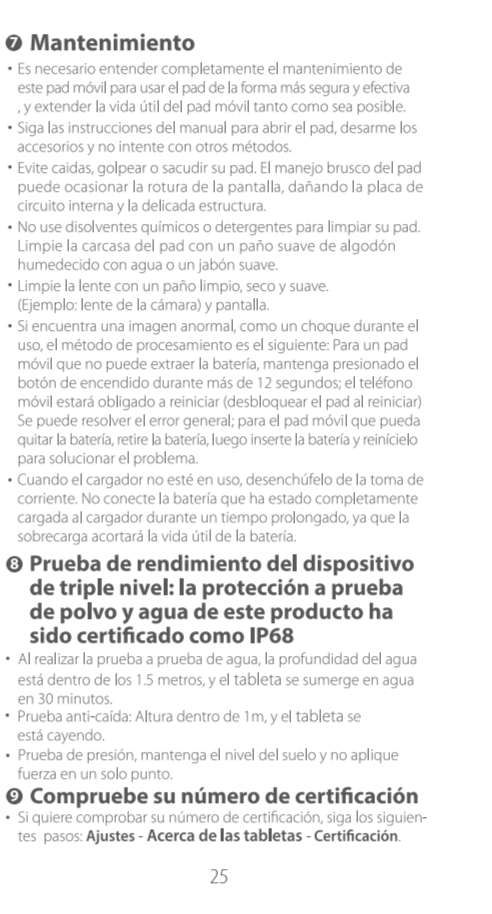 ❼ Mantenimiento
• Es necesario entender completamente el mantenimiento de
este pad móvil para usar el pad de la forma más segura y efectiva
, y extender la vida útil del pad móvil tanto como sea posible.
• Siga las instrucciones del manual para abrir el pad, desarme los
accesorios y no intente con otros métodos.
• Evite caidas, golpear o sacudir su pad. El manejo brusco del pad
puede ocasionar la rotura de la pantalla, dañando la placa de
circuito interna y la delicada estructura.
• No use disolventes químicos o detergentes para limpiar su pad.
Limpie la carcasa del pad con un paño suave de algodón
humedecido con agua o un jabón suave.
• Limpie la lente con un paño limpio, seco y suave.
(Ejemplo: lente de la cámara) y pantalla.
• Si encuentra una imagen anormal, como un choque durante el
uso, el método de procesamiento es el siguiente: Para un pad
móvil que no puede extraer la batería, mantenga presionado el
botón de encendido durante más de 12 segundos; el teléfono
móvil estará obligado a reiniciar (desbloquear el pad al reiniciar)
Se puede resolver el error general; para el pad móvil que pueda
quitar la batería, retire la batería, luego inserte la batería y reinícielo
para solucionar el problema.
• Cuando el cargador no esté en uso, desenchúfelo de la toma de
corriente. No conecte la batería que ha estado completamente
cargada al cargador durante un tiempo prolongado, ya que la
sobrecarga acortará la vida útil de la batería.
❽ Prueba de rendimiento del dispositivo
de triple nivel: la protección a prueba
de polvo y agua de este producto ha
sido certificado como IP68
• Al realizar la prueba a prueba de agua, la profundidad del agua
está dentro de los 1.5 metros, y el tableta se sumerge en agua
en 30 minutos.
• Prueba anti-caída: Altura dentro de 1m, y el tableta se
está cayendo.
• Prueba de presión, mantenga el nivel del suelo y no aplique
fuerza en un solo punto.
❾ Compruebe su número de certificación
• Si quiere comprobar su número de certificación, siga los siguien-
tes pasos: Ajustes - Acerca de las tabletas - Certificación.
25